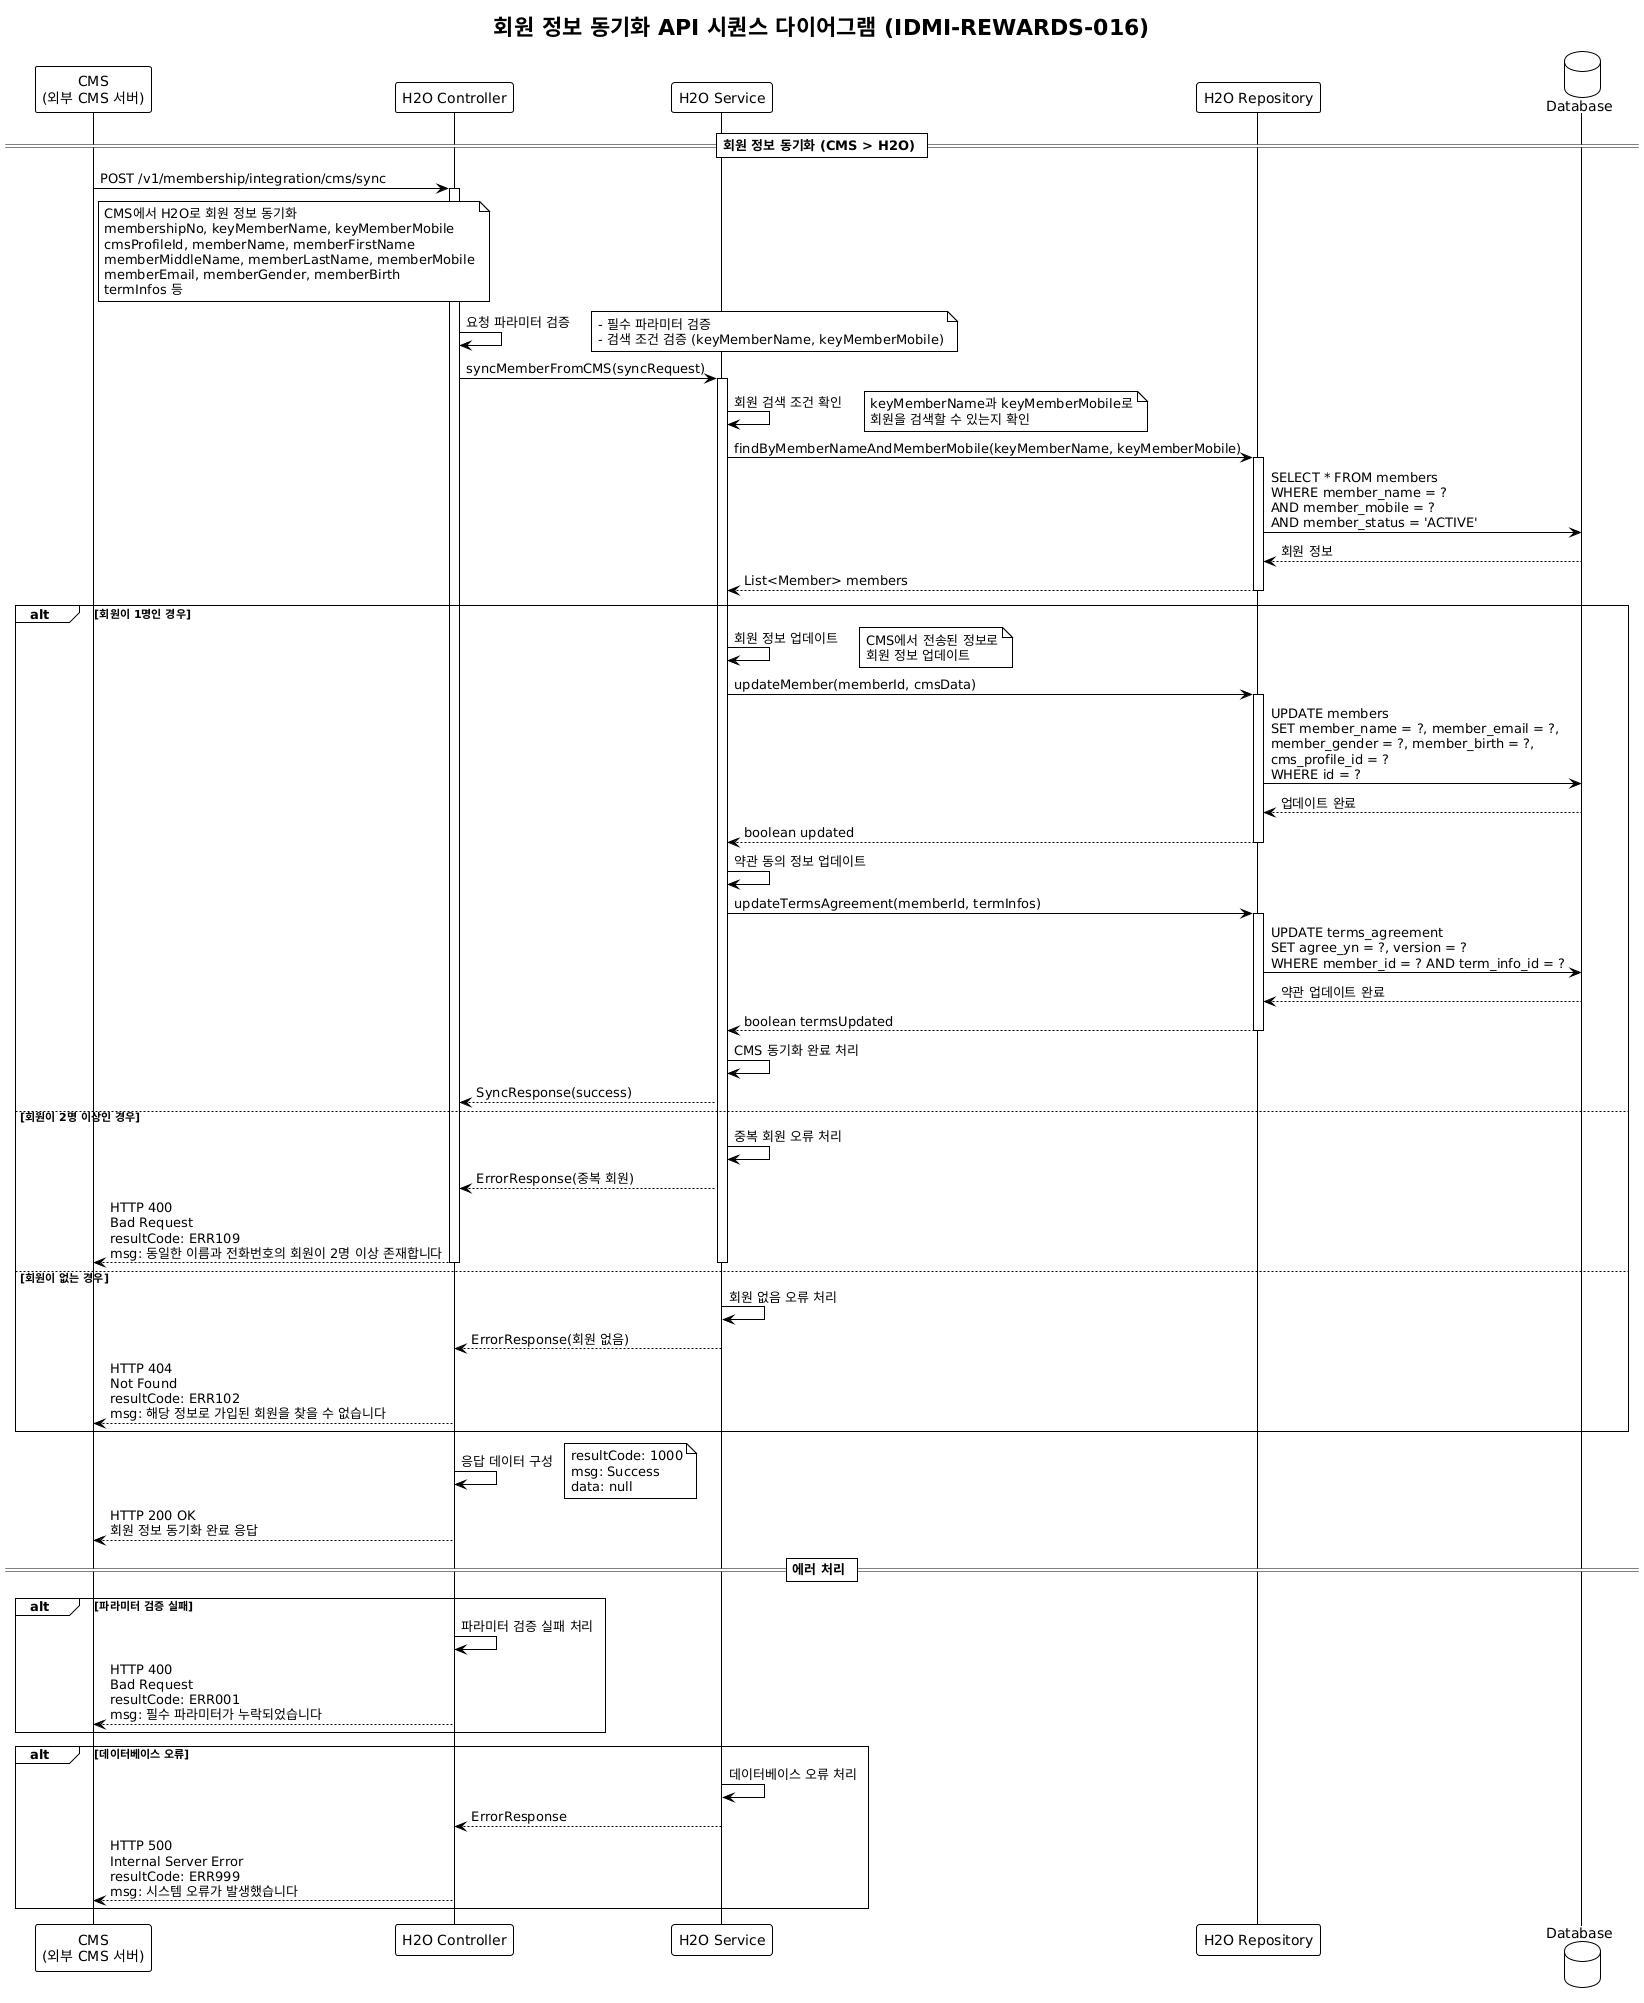 회원 정보 동기화 API 시퀀스 다이어그램 (IDMI-REWARDS-016)
CMS
(외부 CMS 서버)
H2O Controller
H2O Service
H2O Repository
Database
회원 정보 동기화 (CMS > H2O)
POST /v1/membership/integration/cms/sync
CMS에서 H2O로 회원 정보 동기화
membershipNo, keyMemberName, keyMemberMobile
cmsProfileId, memberName, memberFirstName
memberMiddleName, memberLastName, memberMobile
memberEmail, memberGender, memberBirth
termInfos 등
요청 파라미터 검증
- 필수 파라미터 검증
- 검색 조건 검증 (keyMemberName, keyMemberMobile)
syncMemberFromCMS(syncRequest)
회원 검색 조건 확인
keyMemberName과 keyMemberMobile로
회원을 검색할 수 있는지 확인
findByMemberNameAndMemberMobile(keyMemberName, keyMemberMobile)
SELECT * FROM members
WHERE member_name = ?
AND member_mobile = ?
AND member_status = 'ACTIVE'
회원 정보
List<Member> members
alt
[회원이 1명인 경우]
회원 정보 업데이트
CMS에서 전송된 정보로
회원 정보 업데이트
updateMember(memberId, cmsData)
UPDATE members
SET member_name = ?, member_email = ?,
member_gender = ?, member_birth = ?,
cms_profile_id = ?
WHERE id = ?
업데이트 완료
boolean updated
약관 동의 정보 업데이트
updateTermsAgreement(memberId, termInfos)
UPDATE terms_agreement
SET agree_yn = ?, version = ?
WHERE member_id = ? AND term_info_id = ?
약관 업데이트 완료
boolean termsUpdated
CMS 동기화 완료 처리
SyncResponse(success)
[회원이 2명 이상인 경우]
중복 회원 오류 처리
ErrorResponse(중복 회원)
HTTP 400
Bad Request
resultCode: ERR109
msg: 동일한 이름과 전화번호의 회원이 2명 이상 존재합니다
[회원이 없는 경우]
회원 없음 오류 처리
ErrorResponse(회원 없음)
HTTP 404
Not Found
resultCode: ERR102
msg: 해당 정보로 가입된 회원을 찾을 수 없습니다
응답 데이터 구성
resultCode: 1000
msg: Success
data: null
HTTP 200 OK
회원 정보 동기화 완료 응답
에러 처리
alt
[파라미터 검증 실패]
파라미터 검증 실패 처리
HTTP 400
Bad Request
resultCode: ERR001
msg: 필수 파라미터가 누락되었습니다
alt
[데이터베이스 오류]
데이터베이스 오류 처리
ErrorResponse
HTTP 500
Internal Server Error
resultCode: ERR999
msg: 시스템 오류가 발생했습니다
CMS
(외부 CMS 서버)
H2O Controller
H2O Service
H2O Repository
Database